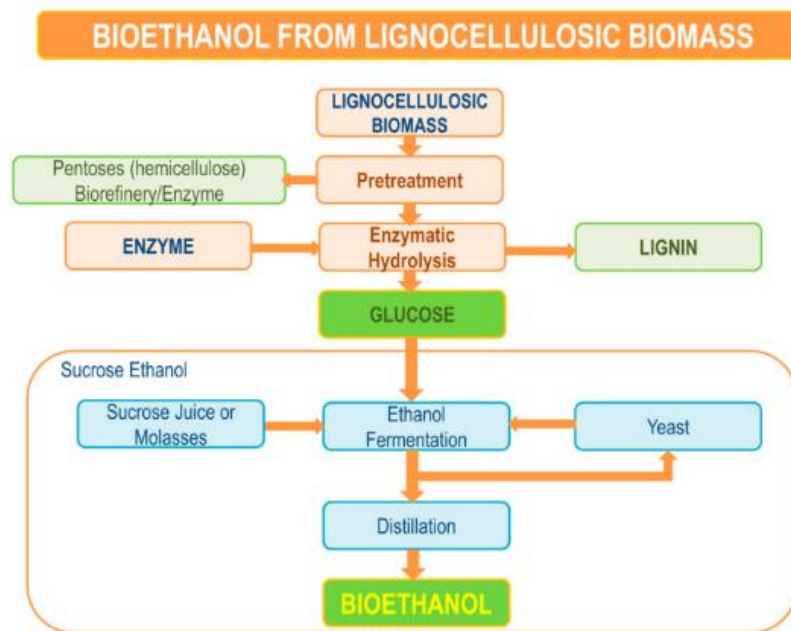 BIOETHANOL FROM LIGNOCELLULOSIC BIOMASS
LIGNOCELLULOSIC
BIOMASS
Pentoses (hemicellulose)
Biorefinery/Enzyme
Pretreatment
ENZYME
Enzymatic
Hydrolysis
LIGNIN
GLUCOSE
Sucrose Ethanol
Sucrose Juice or
Molasses
Ethanol
Fermentation
Yeast
Distillation
BIOETHANOL